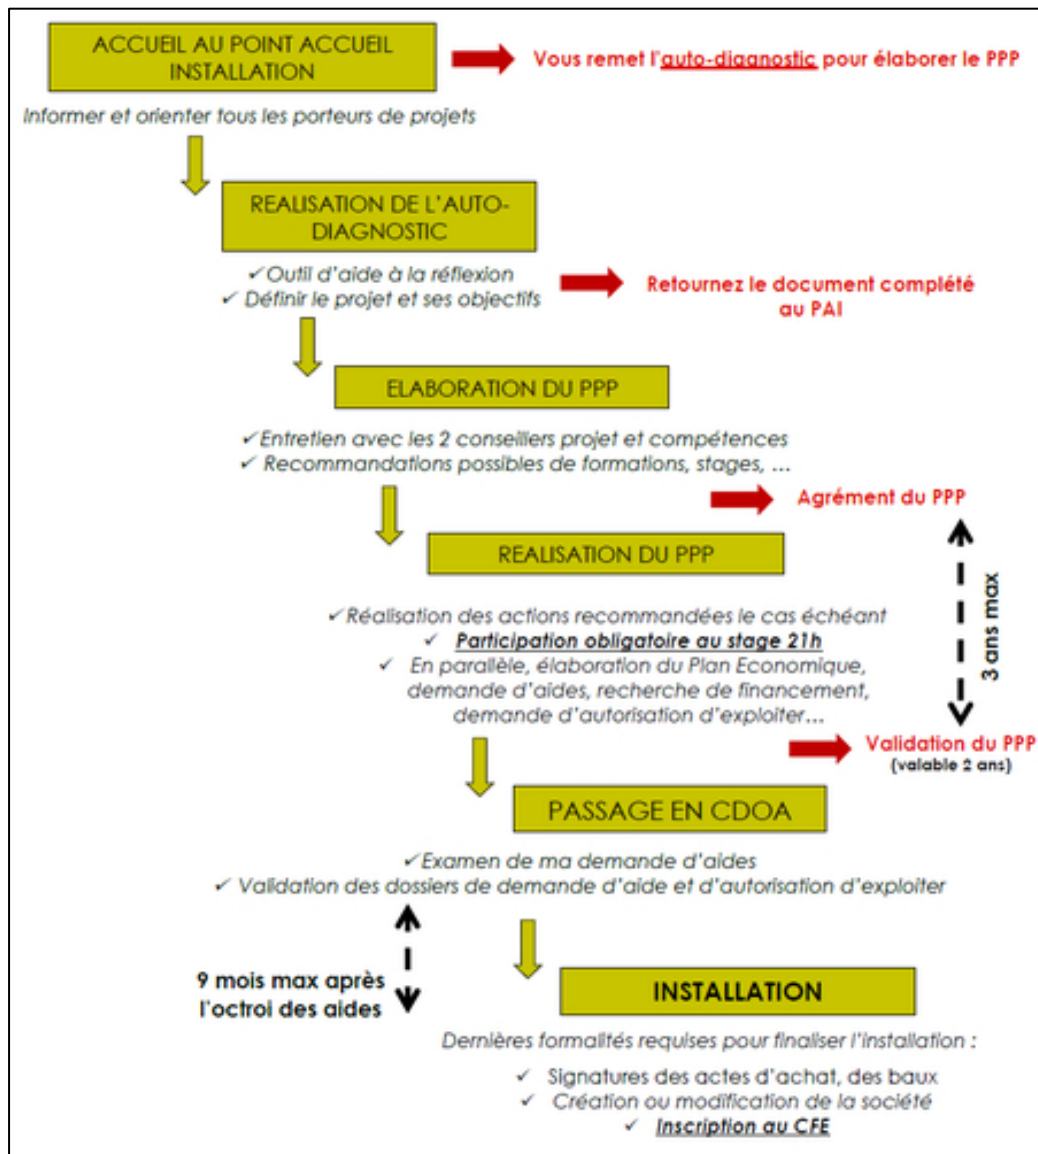 ACCUEIL AU POINT ACCUEIL
INSTALLATION
Vous remet l'auto-diagnostic pour élaborer le PPP
Informer et orienter tous les porteurs de projets
REALISATION DE L'AUTO-
DIAGNOSTIC
✓Outil d'aide à la réflexion
✓ Définir le projet et ses objectifs
Retournez le document complété
au PAI
ELABORATION DU PPP
✓Entretien avec les 2 conseillers projet et compétences
✓ Recommandations possibles de formations, stages, ...
Agrément du PPP
REALISATION DU PPP
✓Réalisation des actions recommandées le cas échéant
✓ Participation obligatoire au stage 21h
✓ En parallèle, élaboration du Plan Economique,
demande d'aides, recherche de financement,
demande d'autorisation d'exploiter...
3 ans max
Validation du PPP
(valable 2 ans)
PASSAGE EN CDOA
✓Examen de ma demande d'aides
✓ Validation des dossiers de demande d'aide et d'autorisation d'exploiter
9 mois max après
l'octroi des aides
INSTALLATION
Dernières formalités requises pour finaliser l'installation :
✓ Signatures des actes d'achat, des baux
✓ Création ou modification de la société
✓ Inscription au CFE